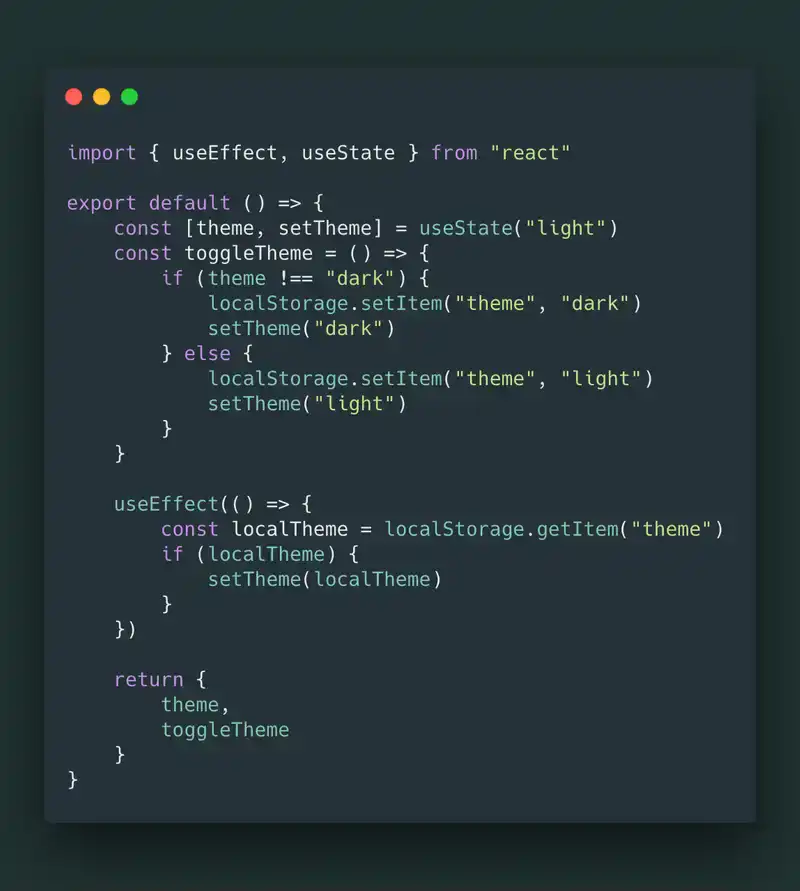 import { useEffect, useState } from "react"

export default () => {
    const [theme, setTheme] = useState("light")
    const toggleTheme = () => {
        if (theme !== "dark") {
            localStorage.setItem("theme", "dark")
            setTheme("dark")
        } else {
            localStorage.setItem("theme", "light")
            setTheme("light")
        }
    }

    useEffect(() => {
        const localTheme = localStorage.getItem("theme")
        if (localTheme) {
            setTheme(localTheme)
        }
    })

    return {
        theme,
        toggleTheme
    }
}